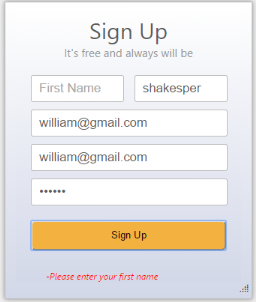 Sign Up
It's free and always will be
First Name shakesper
william@gmail.com
william@gmail.com
••••••
Sign Up
-Please enter your first name